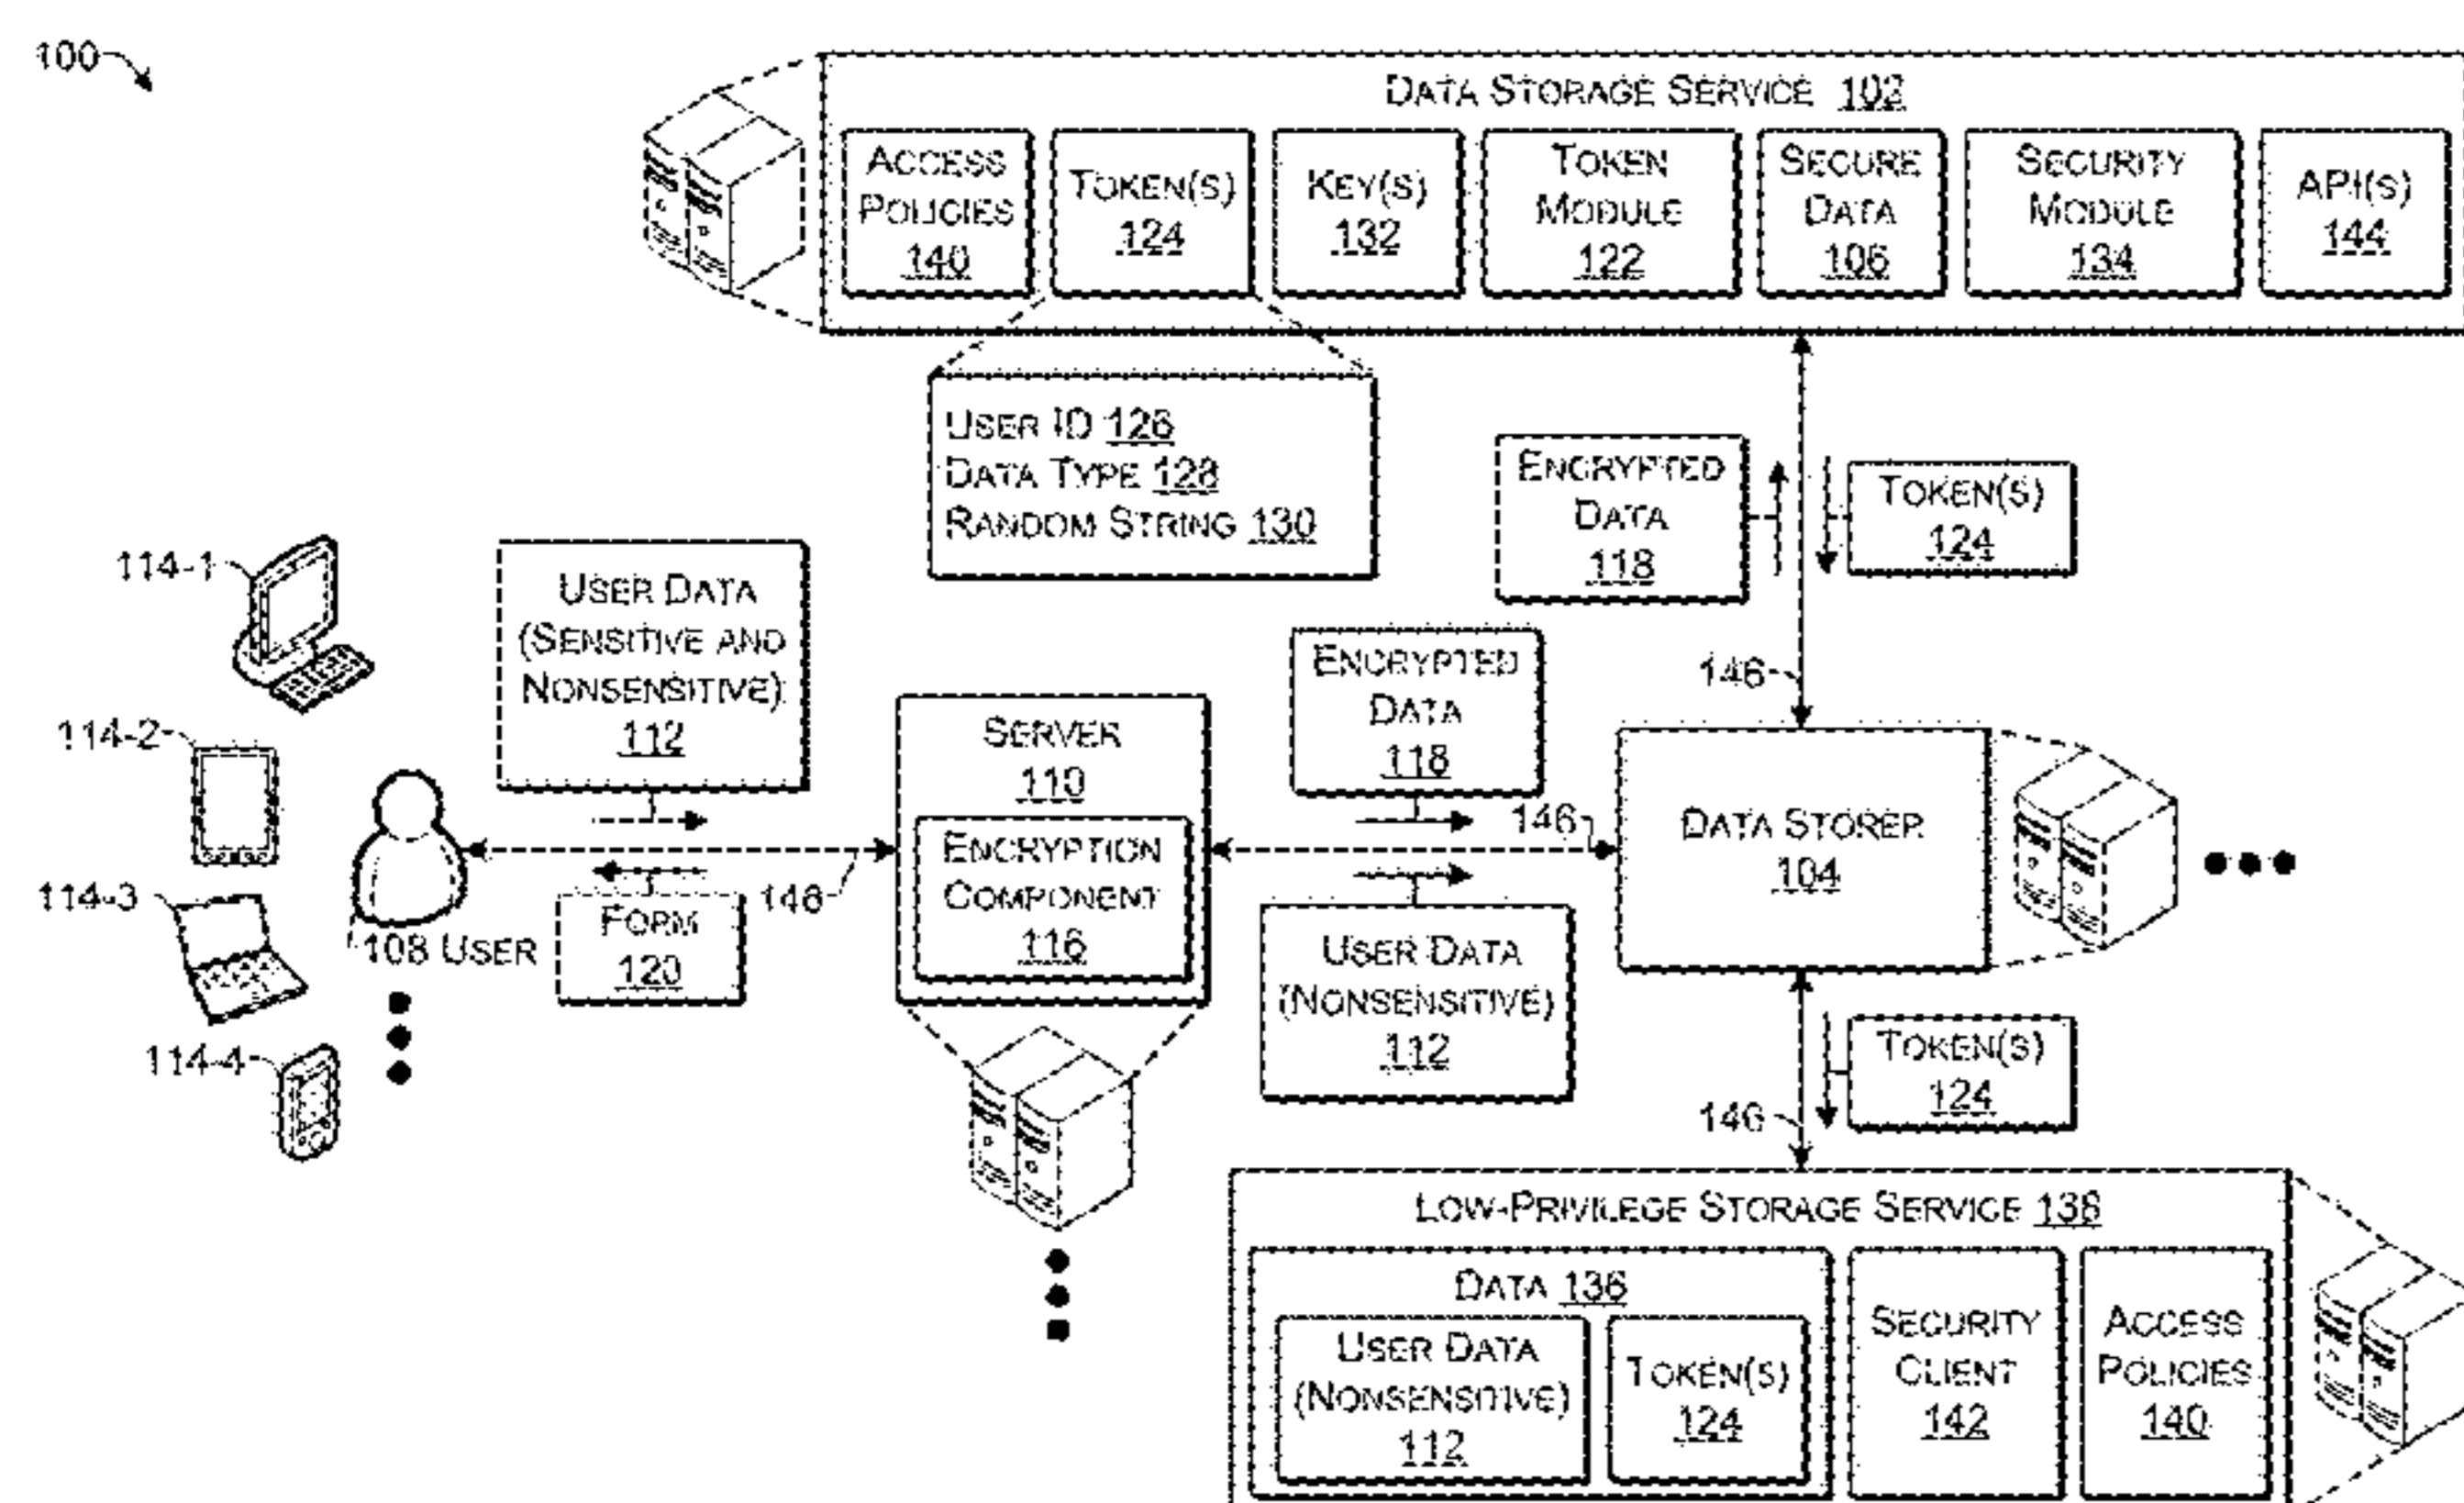 100
DATA STORAGE SERVICE 102
ACCESS
POLICIES
140
TOKEN(S)
124
KEY(S)
132
TOKEN
MODULE
122
SECURE
DATA
106
SECURITY
MODULE
134
API(S)
144
USER ID 126
DATA TYPE 128
RANDOM STRING 130
ENCRYPTED
DATA
118
TOKEN(S)
124
146
114-1
114-2
114-3
114-4
108 USER
USER DATA
(SENSITIVE AND
NONSENSITIVE)
112
FORM
120
146
SERVER
110
ENCRYPTION
COMPONENT
116
ENCRYPTED
DATA
118
146
USER DATA
(NONSENSITIVE)
112
DATA STORER
104
146
TOKEN(S)
124
LOW-PRIVILEGE STORAGE SERVICE 138
DATA 136
USER DATA
(NONSENSITIVE)
112
TOKEN(S)
124
SECURITY
CLIENT
142
ACCESS
POLICIES
140